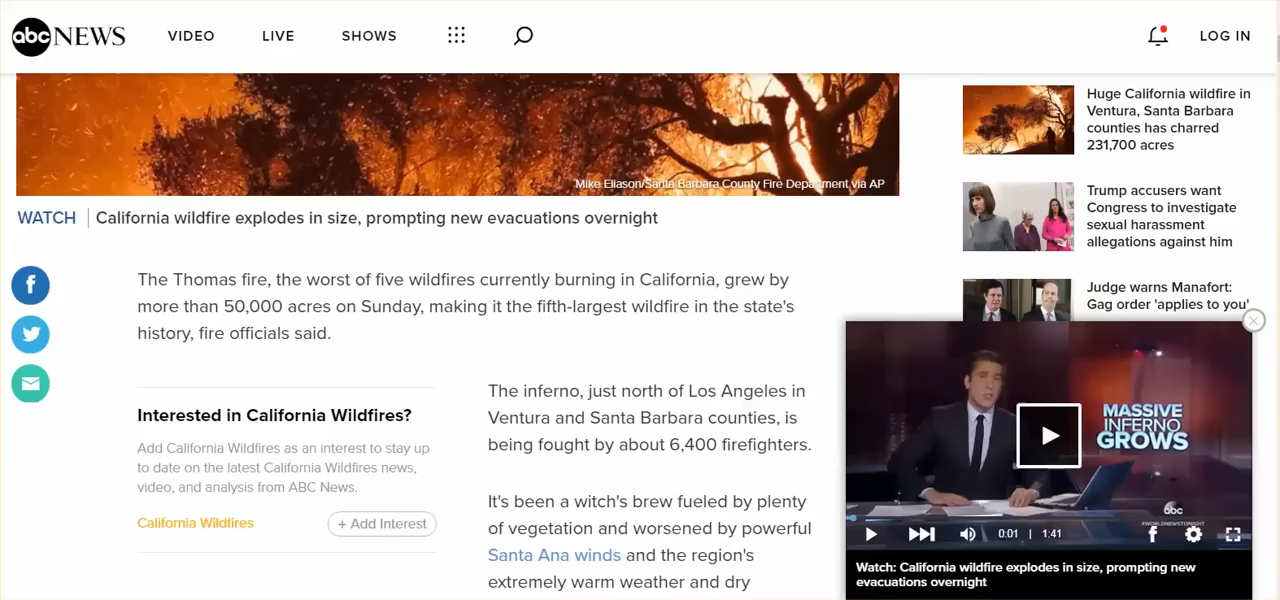 abc NEWS VIDEO LIVE SHOWS LOG IN
Mike Eliason/Santa Barbara County Fire Department via AP
WATCH California wildfire explodes in size, prompting new evacuations overnight
The Thomas fire, the worst of five wildfires currently burning in California, grew by
more than 50,000 acres on Sunday, making it the fifth-largest wildfire in the state's
history, fire officials said.
Interested in California Wildfires?
Add California Wildfires as an interest to stay up
to date on the latest California Wildfires news,
video, and analysis from ABC News.
California Wildfires + Add Interest
The inferno, just north of Los Angeles in
Ventura and Santa Barbara counties, is
being fought by about 6,400 firefighters.
It's been a witch's brew fueled by plenty
of vegetation and worsened by powerful
Santa Ana winds and the region's
extremely warm weather and dry
Huge California wildfire in
Ventura, Santa Barbara
counties has charred
231,700 acres
Trump accusers want
Congress to investigate
sexual harassment
allegations against him
Judge warns Manafort:
Gag order 'applies to you'
MASSIVE
INFERNO
GROWS
abc
#WORLDNEWSTONIGHT
0:01 | 1:41
Watch: California wildfire explodes in size, prompting new
evacuations overnight